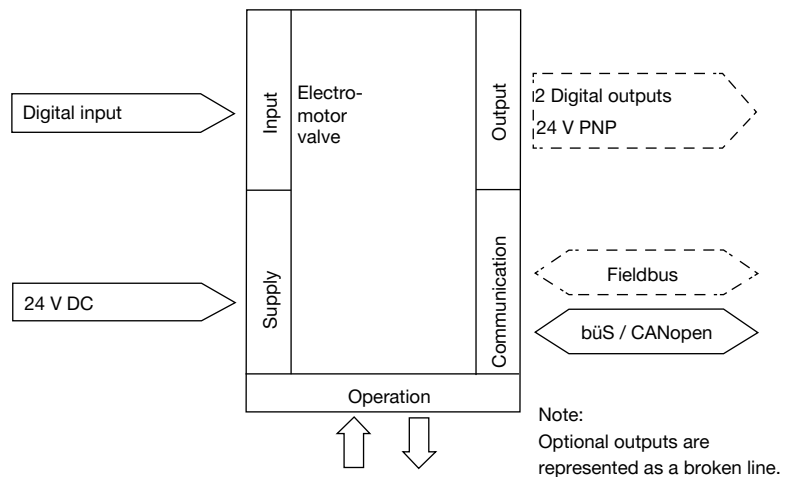 Digital input
Input
Electro-
motor
valve
Output
2 Digital outputs
24 V PNP
24 V DC
Supply
Communication
Fieldbus
büS / CANopen
Operation
Note:
Optional outputs are
represented as a broken line.